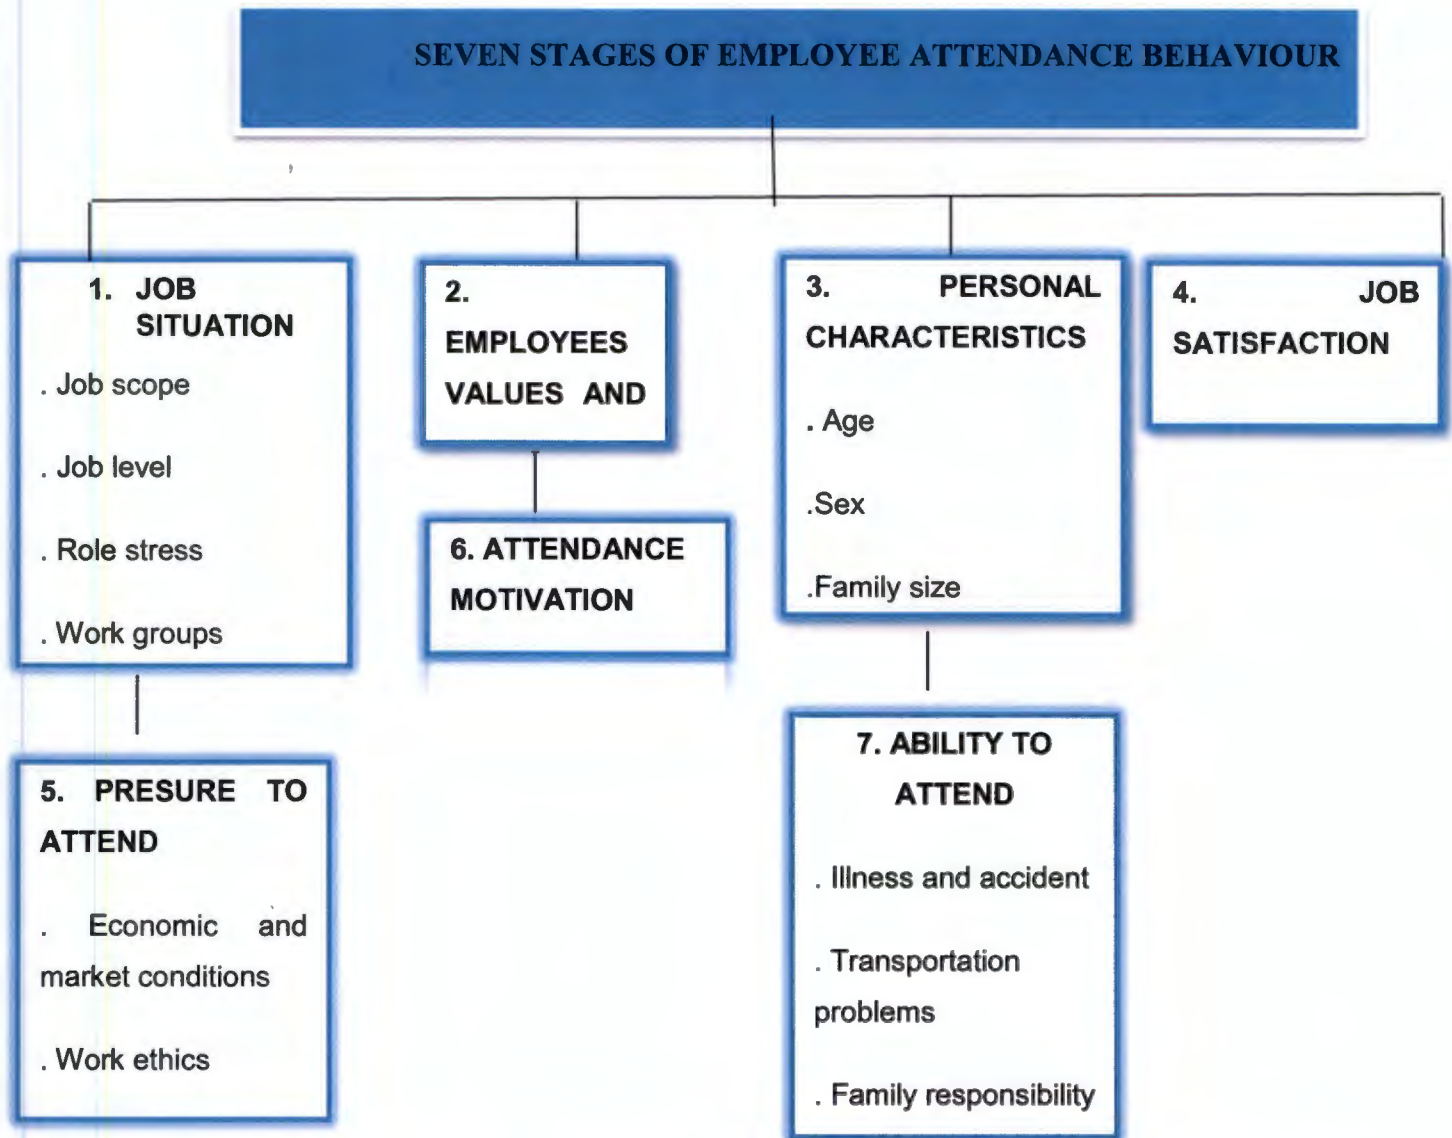 SEVEN STAGES OF EMPLOYEE ATTENDANCE BEHAVIOUR
1. JOB
SITUATION
. Job scope
. Job level
. Role stress
. Work groups
2.
EMPLOYEES
VALUES AND
3. PERSONAL
CHARACTERISTICS
. Age
.Sex
.Family size
4. JOB
SATISFACTION
5. PRESURE TO
ATTEND
. Economic and
market conditions
. Work ethics
6. ATTENDANCE
MOTIVATION
7. ABILITY TO
ATTEND
. Illness and accident
. Transportation
problems
. Family responsibility